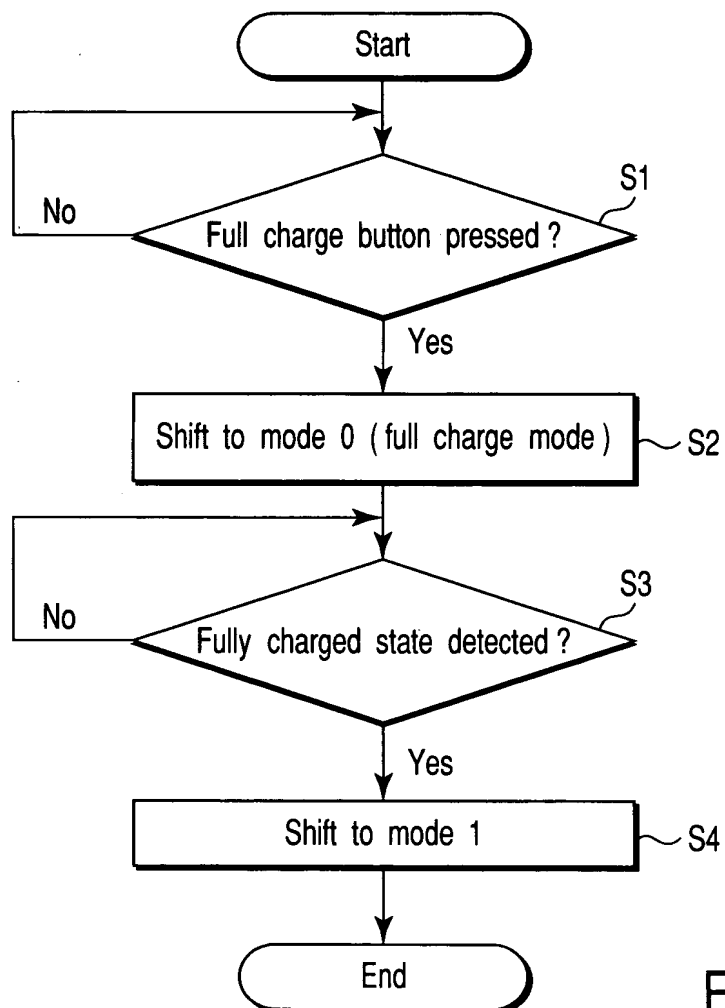 Start
S1
No
Full charge button pressed ?
Yes
Shift to mode 0 ( full charge mode )
S2
S3
No
Fully charged state detected ?
Yes
Shift to mode 1
S4
End